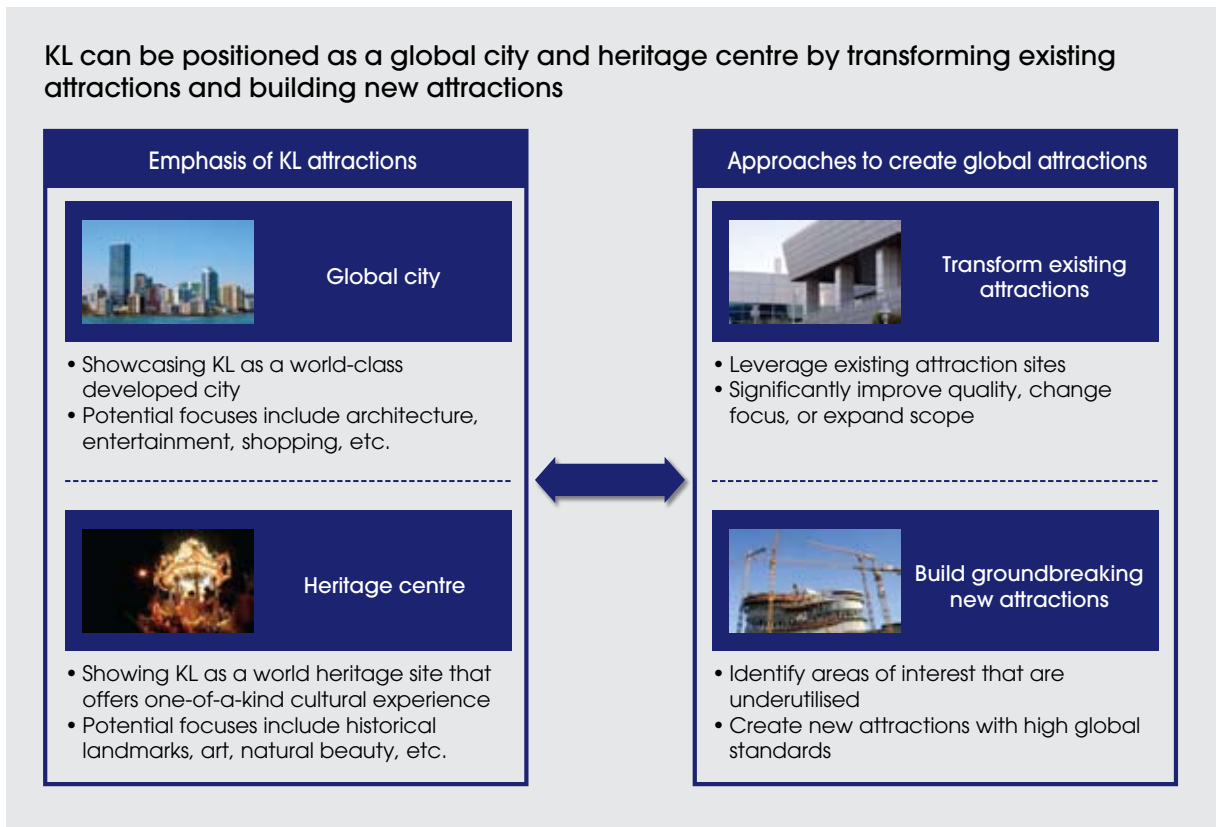 KL can be positioned as a global city and heritage centre by transforming existing
attractions and building new attractions
Emphasis of KL attractions
Global city
• Showcasing KL as a world-class
developed city
• Potential focuses include architecture,
entertainment, shopping, etc.
Heritage centre
• Showing KL as a world heritage site that
offers one-of-a-kind cultural experience
• Potential focuses include historical
landmarks, art, natural beauty, etc.
Approaches to create global attractions
Transform existing
attractions
• Leverage existing attraction sites
• Significantly improve quality, change
focus, or expand scope
Build groundbreaking
new attractions
• Identify areas of interest that are
underutilised
• Create new attractions with high global
standards